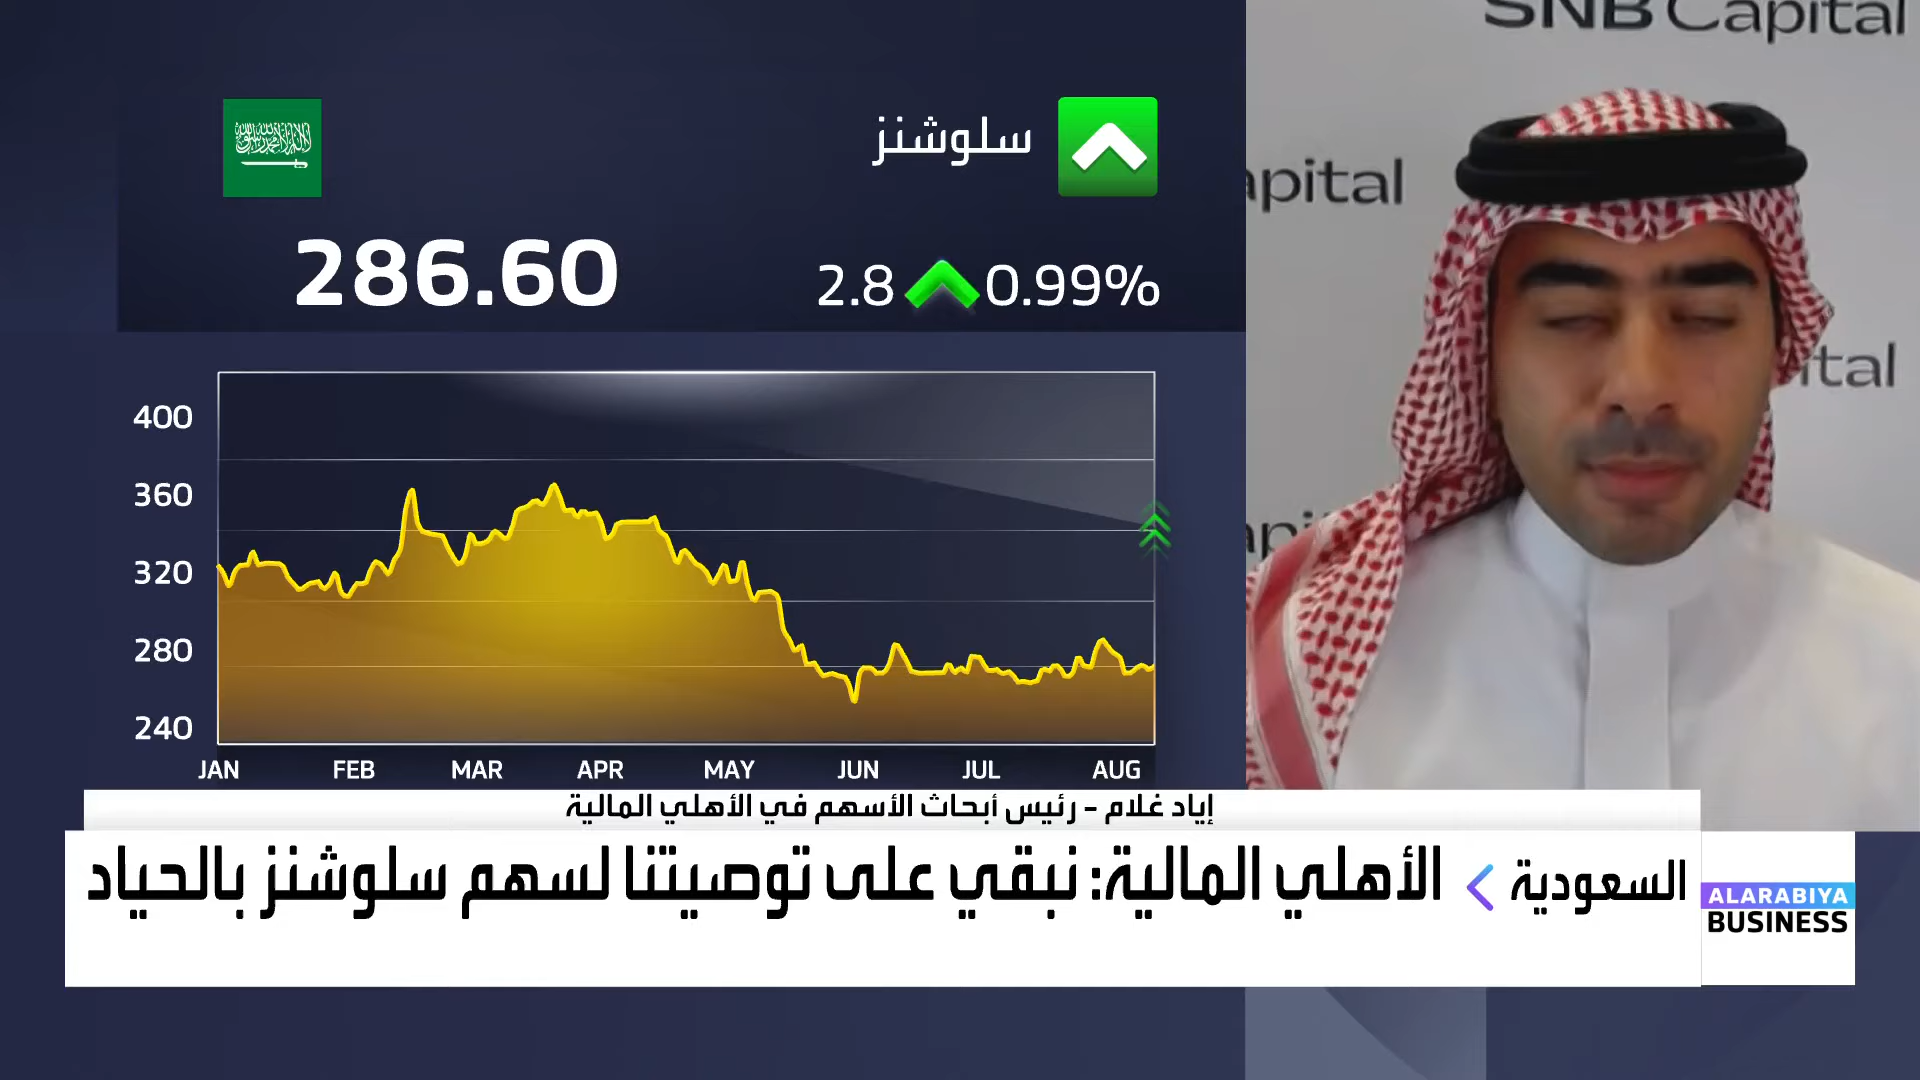 SNB Capital
سلوشنز
apital
286.60
2.8 0.99%
ital
400
360
320
280
240
JAN FEB MAR APR MAY JUN JUL AUG
إياد غلام - رئيس أبحاث الأسهم في الأهلي المالية
السعودية
الأهلي المالية: نبقي على توصيتنا لسهم سلوشنز بالحياد
ALARABIYA
BUSINESS